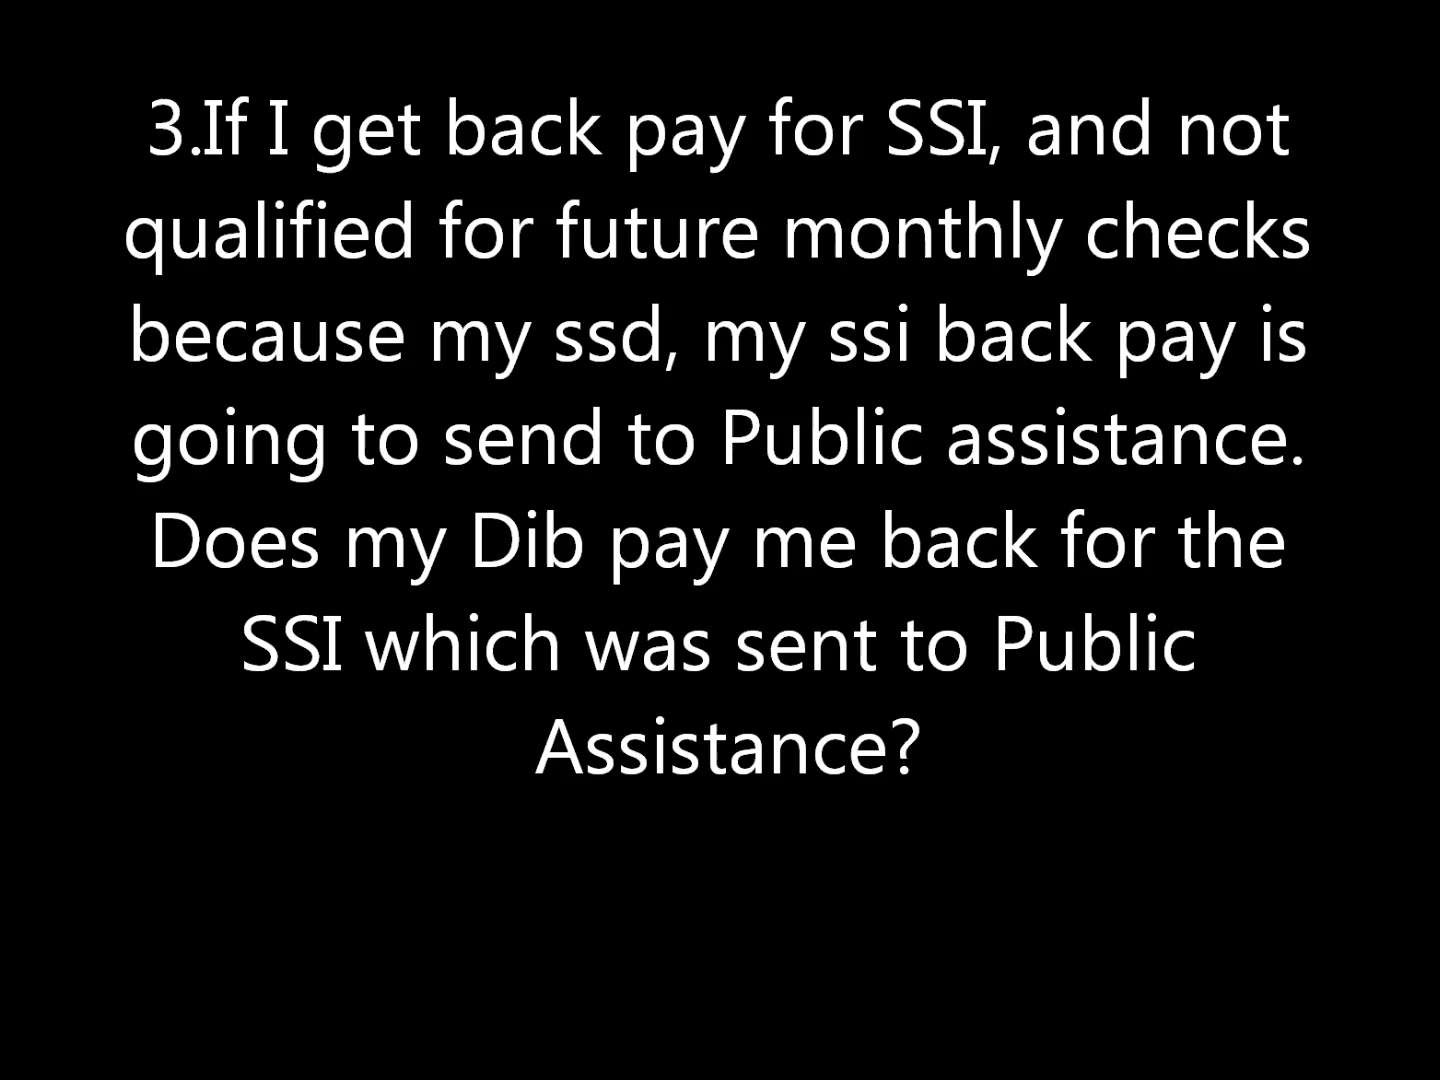 3.If I get back pay for SSI, and not
qualified for future monthly checks
because my ssd, my ssi back pay is
going to send to Public assistance.
Does my Dib pay me back for the
SSI which was sent to Public
Assistance?